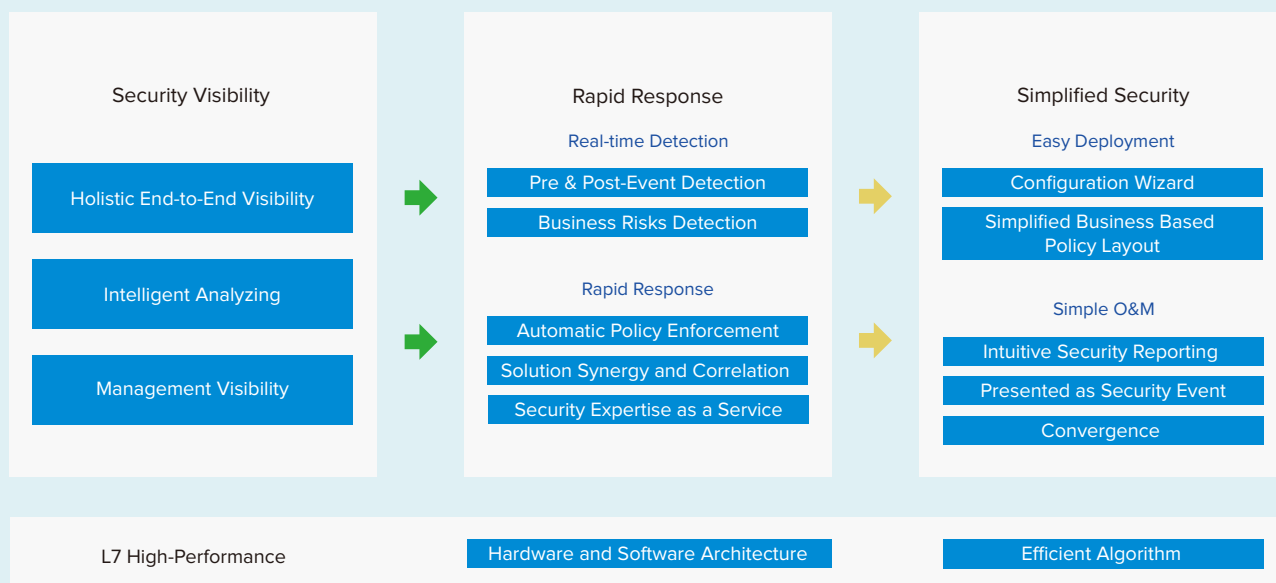 Security Visibility
Holistic End-to-End Visibility
Intelligent Analyzing
Management Visibility
Rapid Response
Real-time Detection
Pre & Post-Event Detection
Business Risks Detection
Rapid Response
Automatic Policy Enforcement
Solution Synergy and Correlation
Security Expertise as a Service
Simplified Security
Easy Deployment
Configuration Wizard
Simplified Business Based
Policy Layout
Simple O&M
Intuitive Security Reporting
Presented as Security Event
Convergence
L7 High-Performance
Hardware and Software Architecture
Efficient Algorithm